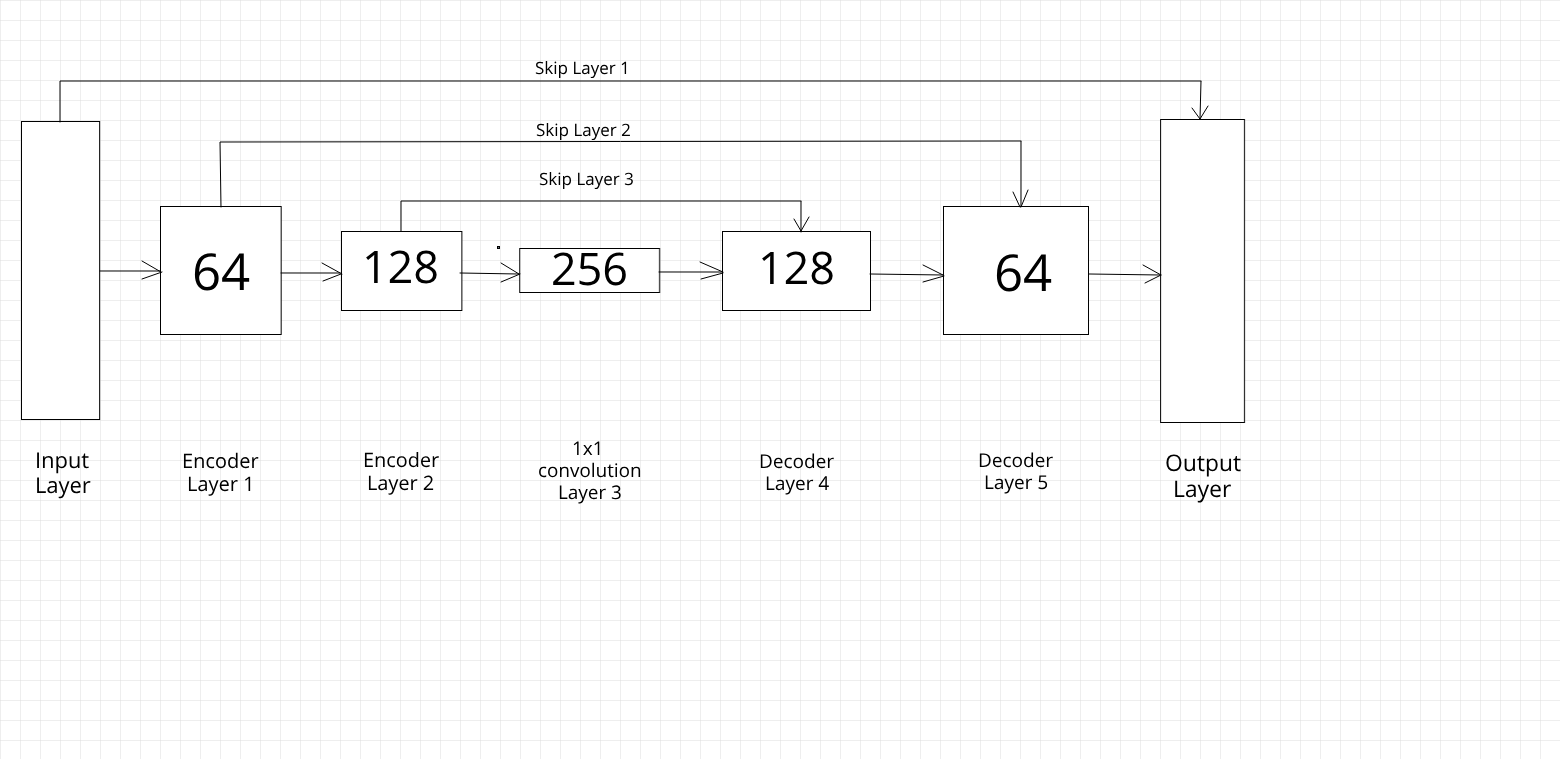 Skip Layer 1
Skip Layer 2
Skip Layer 3
64
128
256
128
64
Input
Layer
Encoder
Layer 1
Encoder
Layer 2
1x1
convolution
Layer 3
Decoder
Layer 4
Decoder
Layer 5
Output
Layer